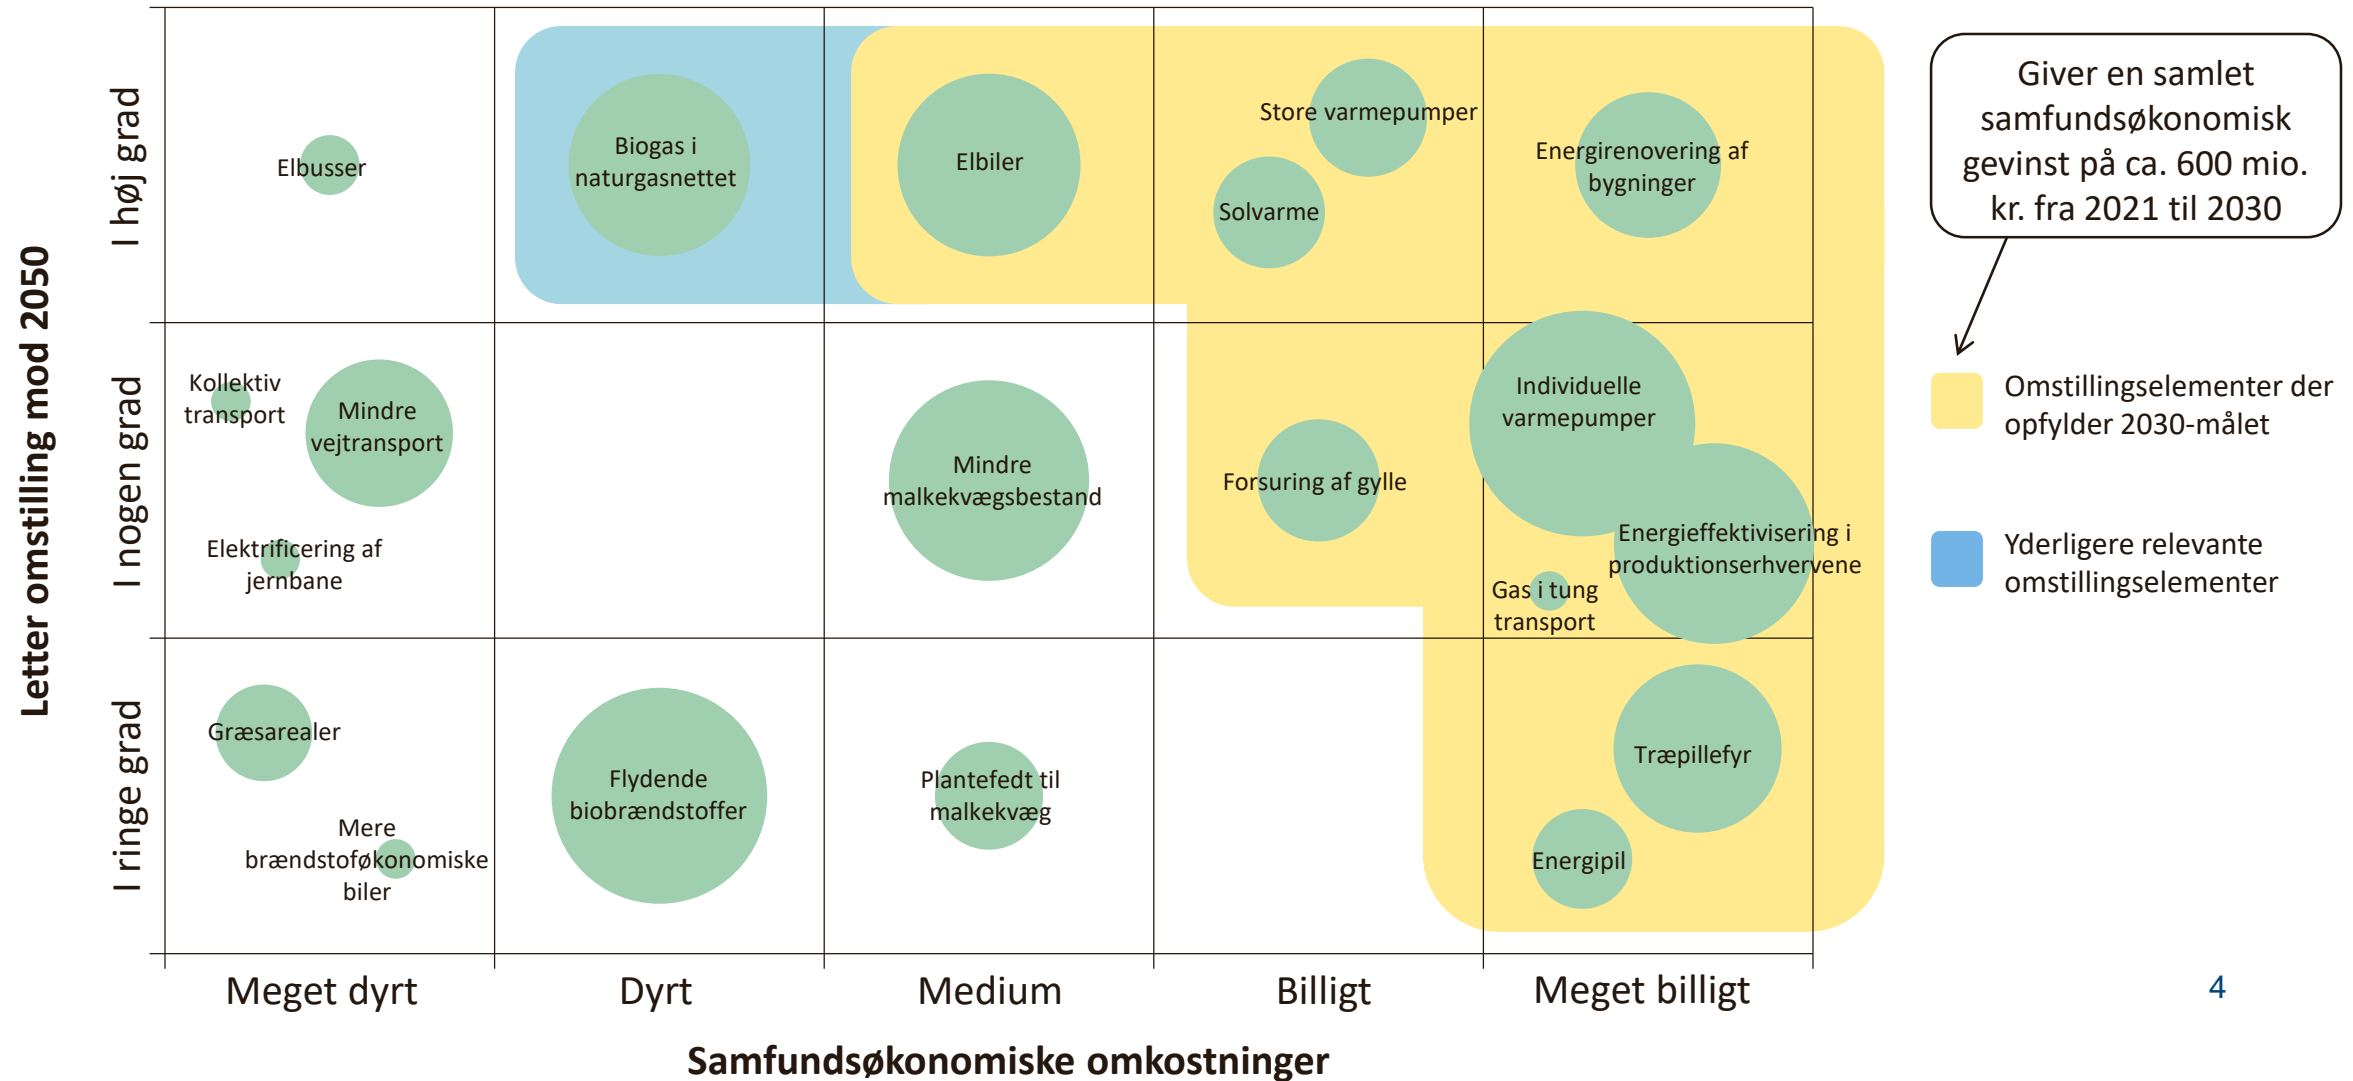 Letter omstilling mod 2050
I høj grad
I nogen grad
I ringe grad
Elbusser
Biogas i
naturgasnettet
Elbiler
Store varmepumper
Solvarme
Energirenovering af
bygninger
Kollektiv
transport
Mindre
vejtransport
Elektrificering af
jernbane
Mindre
malkekvægsbestand
Forsuring af gylle
Individuelle
varmepumper
Energieffektivisering i
produktionserhvervene
Gas i tung
transport
Græsarealer
Mere
brændstoføkonomiske
biler
Flydende
biobrændstoffer
Plantefedt til
malkekvæg
Træpillefyr
Energipil
Meget dyrt
Dyrt
Medium
Billigt
Meget billigt
Samfundsøkonomiske omkostninger
Giver en samlet
samfundsøkonomisk
gevinst på ca. 600 mio.
kr. fra 2021 til 2030
Omstillingselementer der
opfylder 2030-målet
Yderligere relevante
omstillingselementer
4